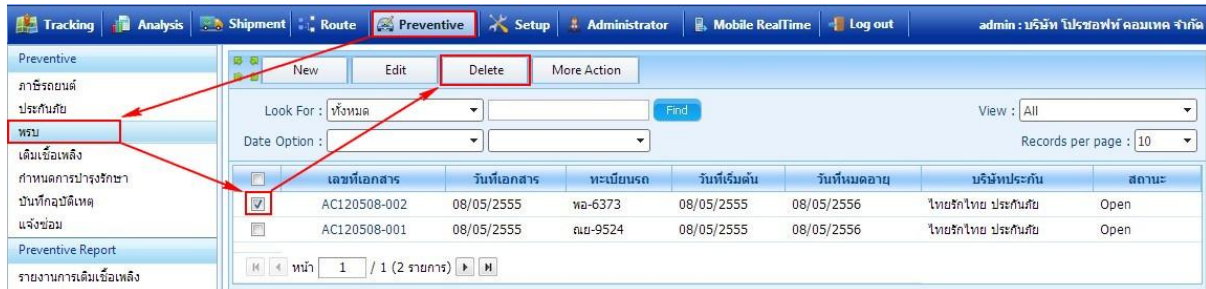 Tracking Analysis Shipment Route Preventive Setup Administrator Mobile RealTime Log out admin : บริษัท โปรซอฟท์ คอมเทค จำกัด
Preventive
ภาษีรถยนต์
ประกันภัย
พรบ
เติมเชื้อเพลิง
กำหนดการบำรุงรักษา
บันทึกอุบัติเหตุ
แจ้งซ่อม
Preventive Report
รายงานการเติมเชื้อเพลิง
New Edit Delete More Action
Look For : ทั้งหมด Find View : All
Date Option : Records per page : 10
เลขที่เอกสาร วันที่เอกสาร ทะเบียนรถ วันที่เริ่มต้น วันที่หมดอายุ บริษัทประกัน สถานะ
AC120508-002 08/05/2555 พอ-6373 08/05/2555 08/05/2556 ไทยรักไทย ประกันภัย Open
AC120508-001 08/05/2555 ณย-9524 08/05/2555 08/05/2556 ไทยรักไทย ประกันภัย Open
หน้า 1 / 1 (2 รายการ)